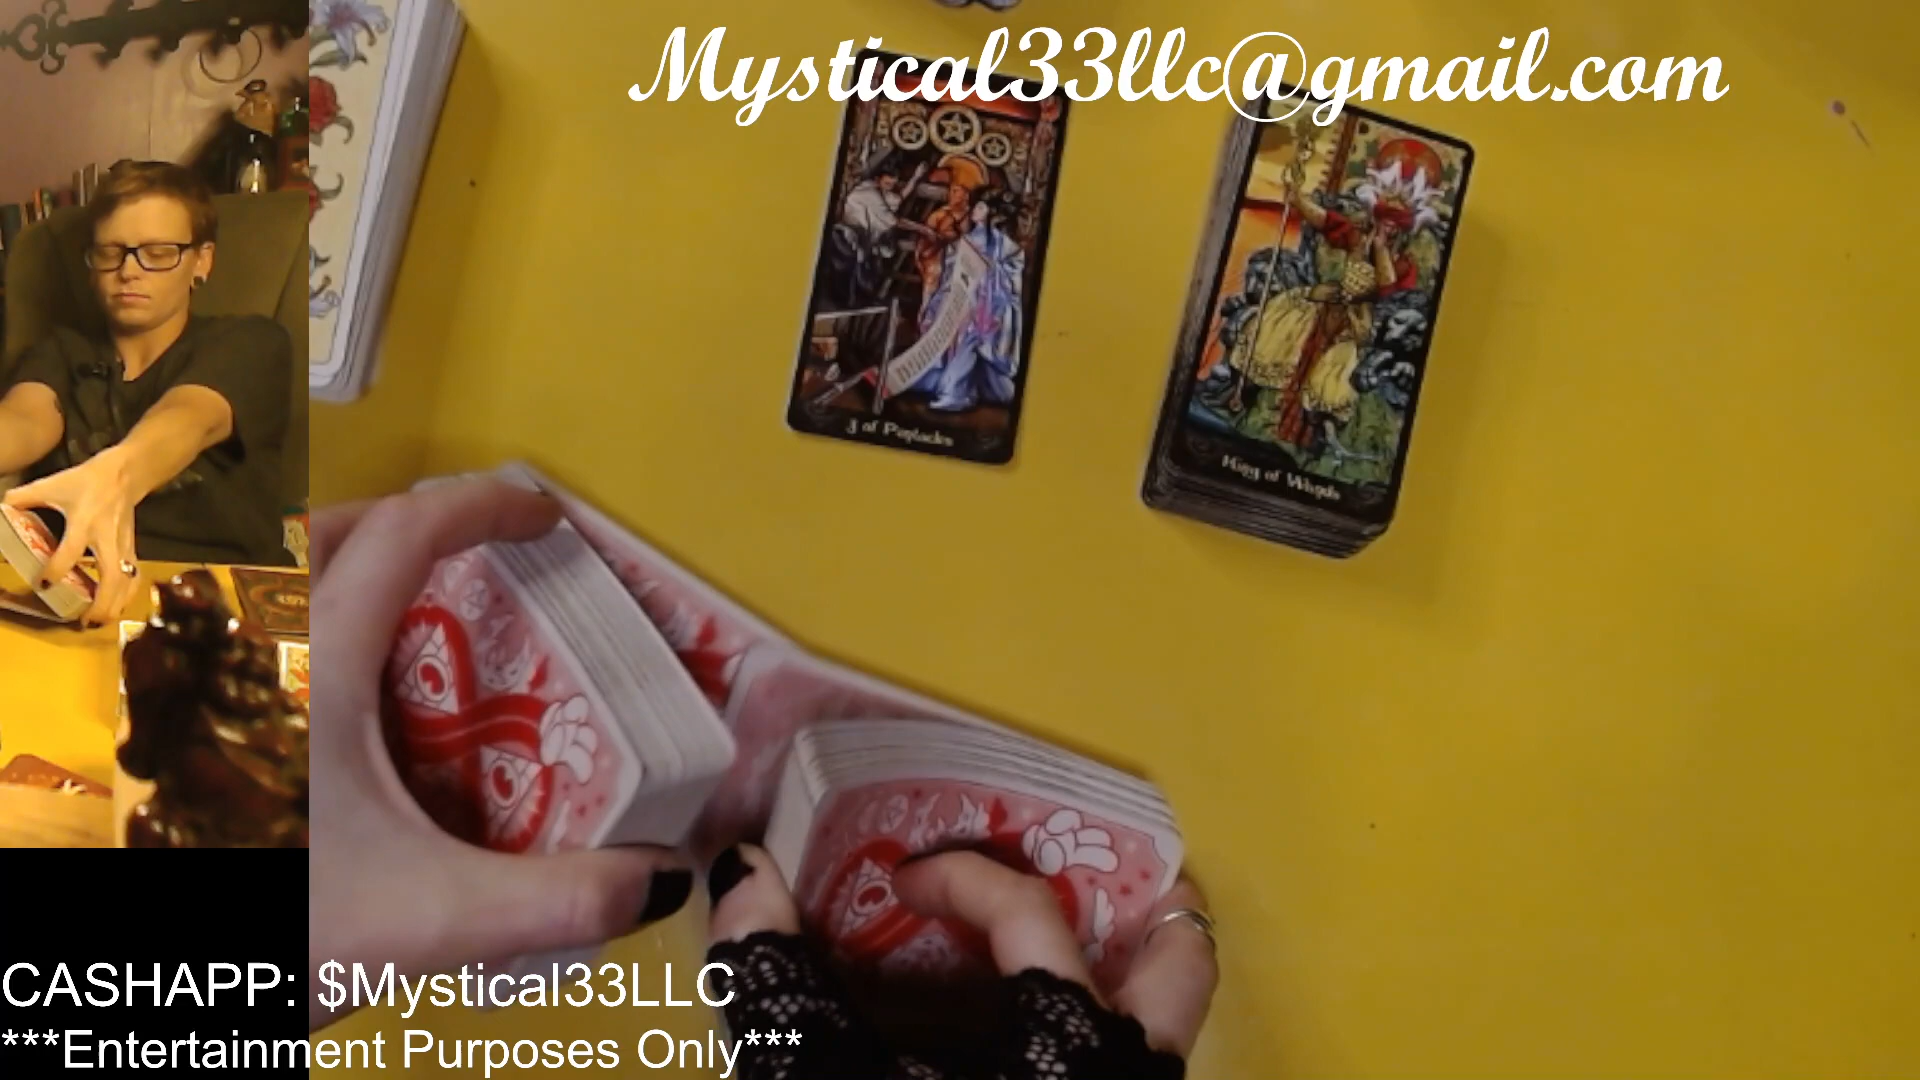 Mystical33llc@gmail.com
3 of Pentacles
King of Wands
CASHAPP: $Mystical33LLC
***Entertainment Purposes Only***